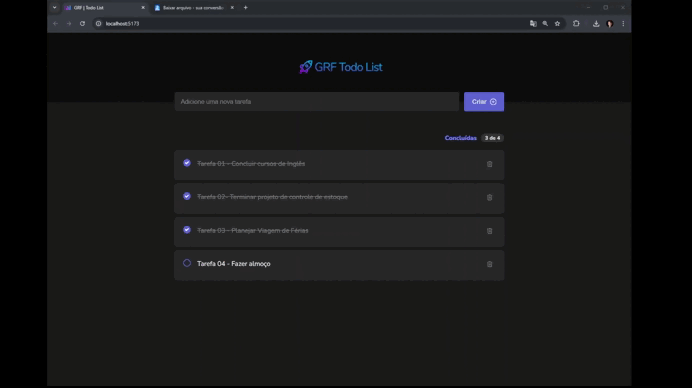 GRF | Todo List
Baixar arquivo - sua conversão
localhost:5173
GRF Todo List
Adicione uma nova tarefa
Criar
Concluídas 3 de 4
Tarefa 01 - Concluir cursos de Inglês
Tarefa 02- Terminar projeto de controle de estoque
Tarefa 03 - Planejar Viagem de Férias
Tarefa 04 - Fazer almoço